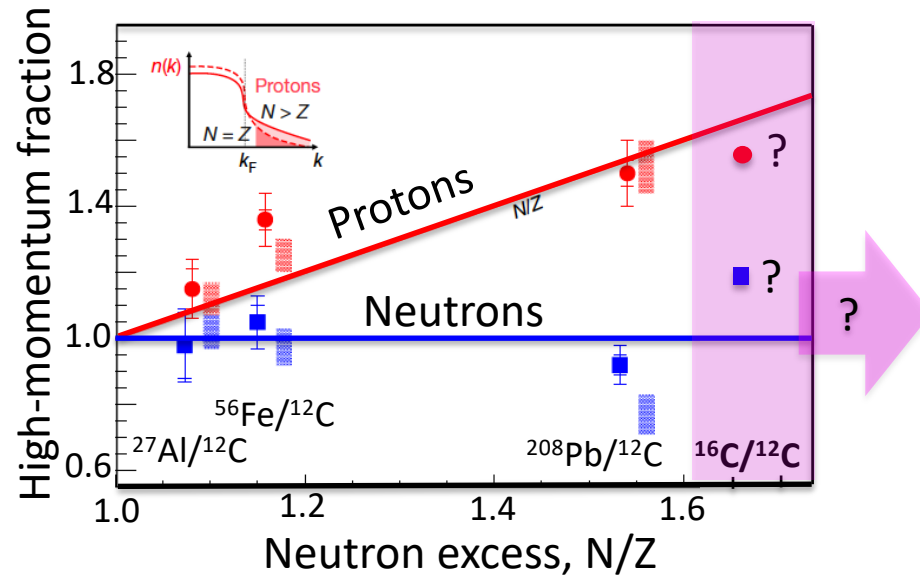 High-momentum fraction
1.8
1.4
1.0
0.6
n(k)
Protons
N > Z
N = Z
k_F
k
Protons
N/Z
Neutrons
?
?
?
²⁷Al/¹²C
⁵⁶Fe/¹²C
²⁰⁸Pb/¹²C
¹⁶C/¹²C
1.0
1.2
1.4
1.6
Neutron excess, N/Z